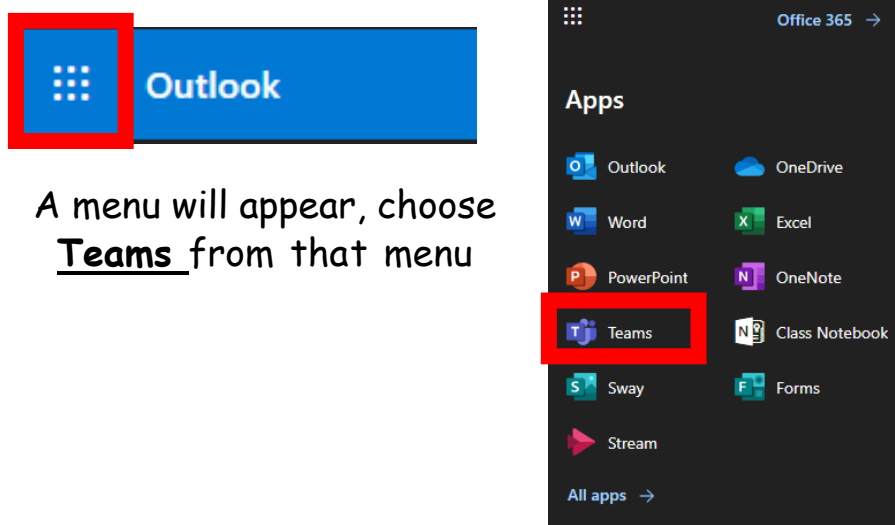 Outlook
A menu will appear, choose
Teams from that menu
Office 365 →
Apps
Outlook
OneDrive
Word
Excel
PowerPoint
OneNote
Teams
Class Notebook
Sway
Forms
Stream
All apps →